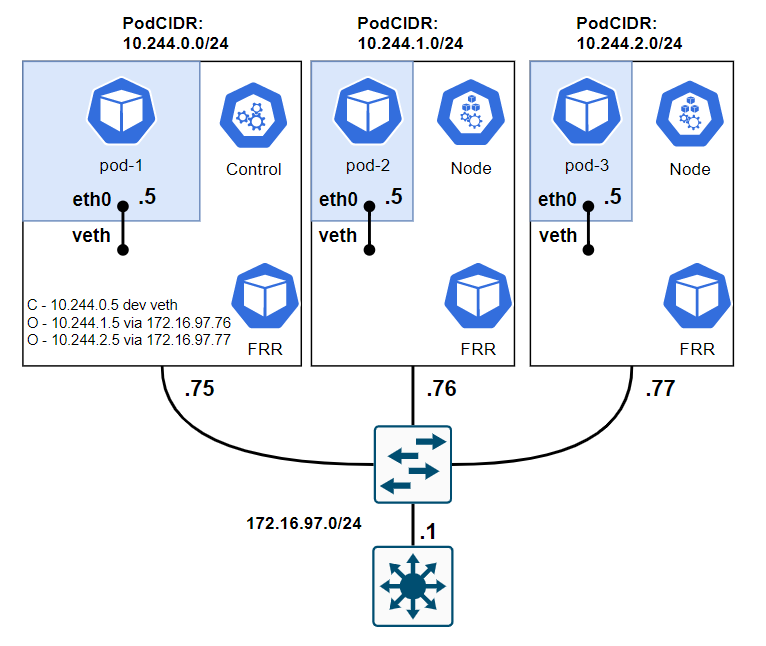 PodCIDR:
10.244.0.0/24
PodCIDR:
10.244.1.0/24
PodCIDR:
10.244.2.0/24
pod-1
Control
eth0 .5
veth
C - 10.244.0.5 dev veth
O - 10.244.1.5 via 172.16.97.76
O - 10.244.2.5 via 172.16.97.77
FRR
pod-2
Node
eth0 .5
veth
FRR
pod-3
Node
eth0 .5
veth
FRR
.75
.76
.77
172.16.97.0/24
.1